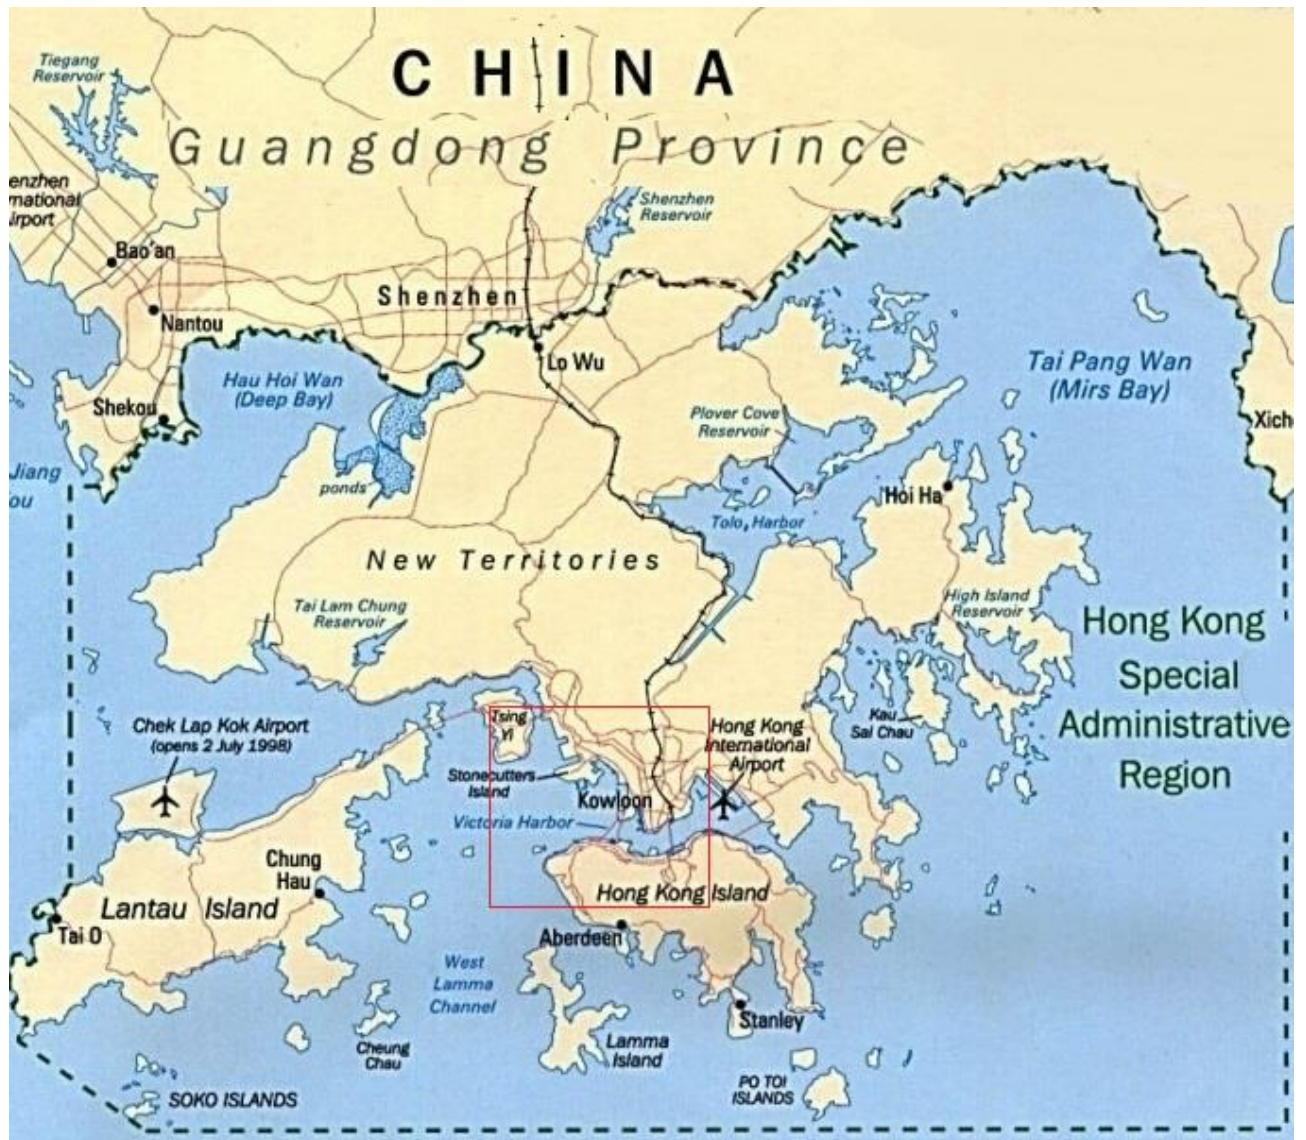 CHINA
Guangdong Province
Tiegang
Reservoir
enzhen
national
irport
Shenzhen
Reservoir
Bao'an
Shenzhen
Nantou
Lo Wu
Hau Hoi Wan
(Deep Bay)
Tai Pang Wan
(Mirs Bay)
Shekou
Plover Cove
Reservoir
Xich
Jiang
ou
ponds
Hoi Ha
Tolo Harbor
New Territories
Tai Lam Chung
Reservoir
High Island
Reservoir
Hong Kong
Special
Administrative
Region
Chek Lap Kok Airport
(opens 2 July 1998)
Tsing
Yi
Hong Kong
International
Airport
Kau
Sai Chau
Stonecutters
Island
Kowloon
Victoria Harbor
Chung
Hau
Hong Kong Island
Lantau Island
Tai O
Aberdeen
West
Lamma
Channel
Stanley
Cheung
Chau
Lamma
Island
PO TOI
ISLANDS
SOKO ISLANDS